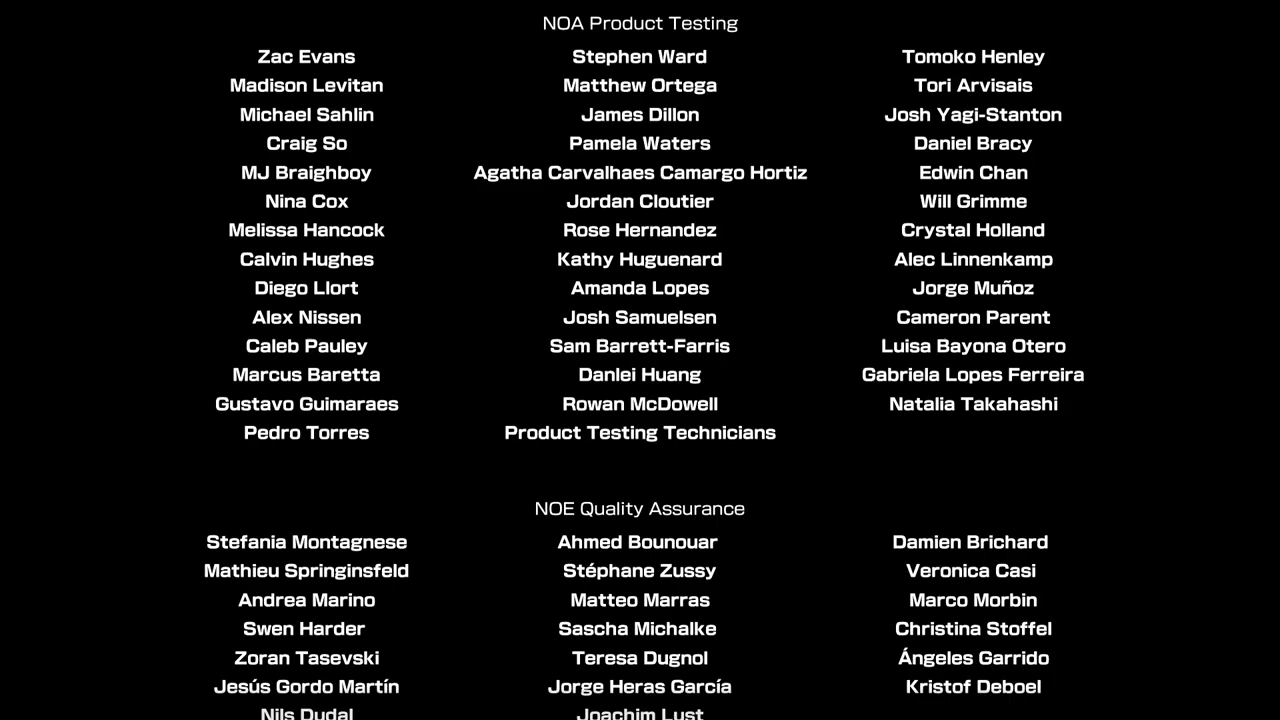 NOA Product Testing
Zac Evans Stephen Ward Tomoko Henley
Madison Levitan Matthew Ortega Tori Arvisais
Michael Sahlin James Dillon Josh Yagi-Stanton
Craig So Pamela Waters Daniel Bracy
MJ Braighboy Agatha Carvalhaes Camargo Hortiz Edwin Chan
Nina Cox Jordan Cloutier Will Grimme
Melissa Hancock Rose Hernandez Crystal Holland
Calvin Hughes Kathy Huguenard Alec Linnenkamp
Diego Llort Amanda Lopes Jorge Muñoz
Alex Nissen Josh Samuelsen Cameron Parent
Caleb Pauley Sam Barrett-Farris Luisa Bayona Otero
Marcus Baretta Danlei Huang Gabriela Lopes Ferreira
Gustavo Guimaraes Rowan McDowell Natalia Takahashi
Pedro Torres Product Testing Technicians
NOE Quality Assurance
Stefania Montagnese Ahmed Bounouar Damien Brichard
Mathieu Springinsfeld Stéphane Zussy Veronica Casi
Andrea Marino Matteo Marras Marco Morbin
Swen Harder Sascha Michalke Christina Stoffel
Zoran Tasevski Teresa Dugnol Ángeles Garrido
Jesús Gordo Martín Jorge Heras García Kristof Deboel
Nils Dudal Joachim Lust